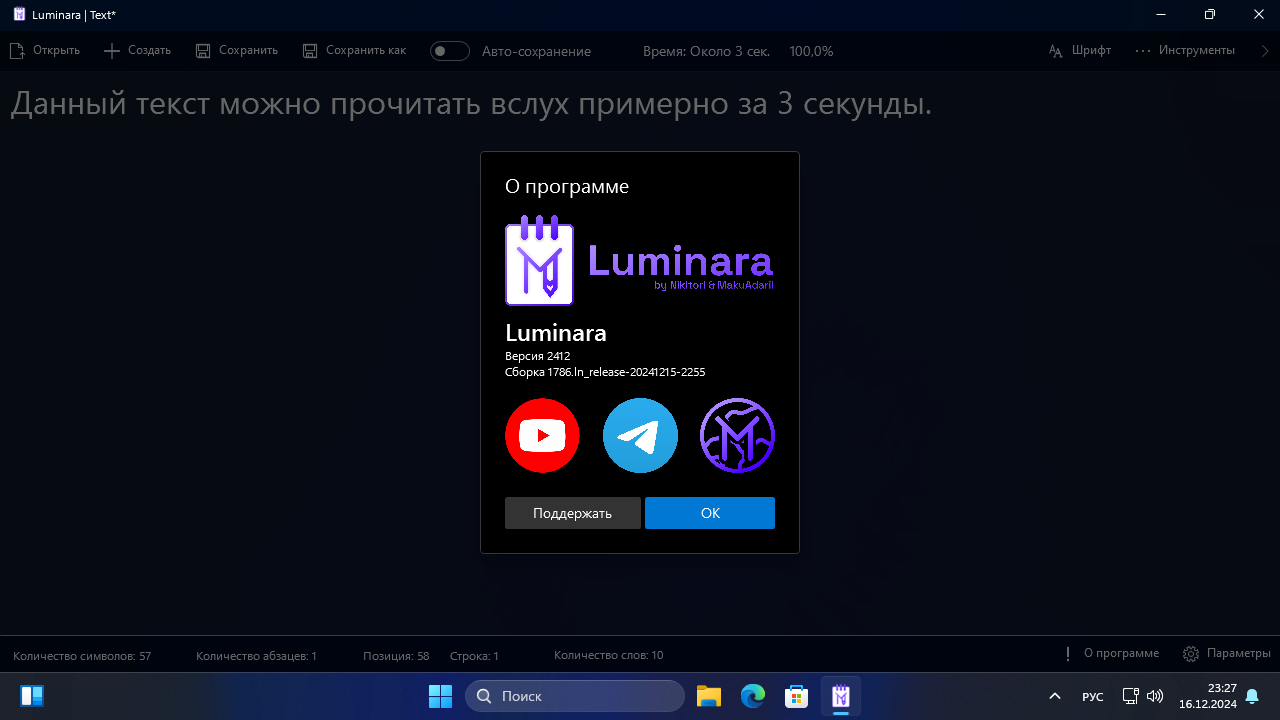 Luminara | Text*
Открыть
Создать
Сохранить
Сохранить как
Авто-сохранение
Время: Около 3 сек.
100,0%
Шрифт
Инструменты
Данный текст можно прочитать вслух примерно за 3 секунды.
О программе
Luminara
by Nikitori & MakuAdarii
Luminara
Версия 2412
Сборка 1786.ln_release-20241215-2255
Поддержать
ОК
Количество символов: 57
Количество абзацев: 1
Позиция: 58
Строка: 1
Количество слов: 10
О программе
Параметры
Поиск
РУС
23:27
16.12.2024